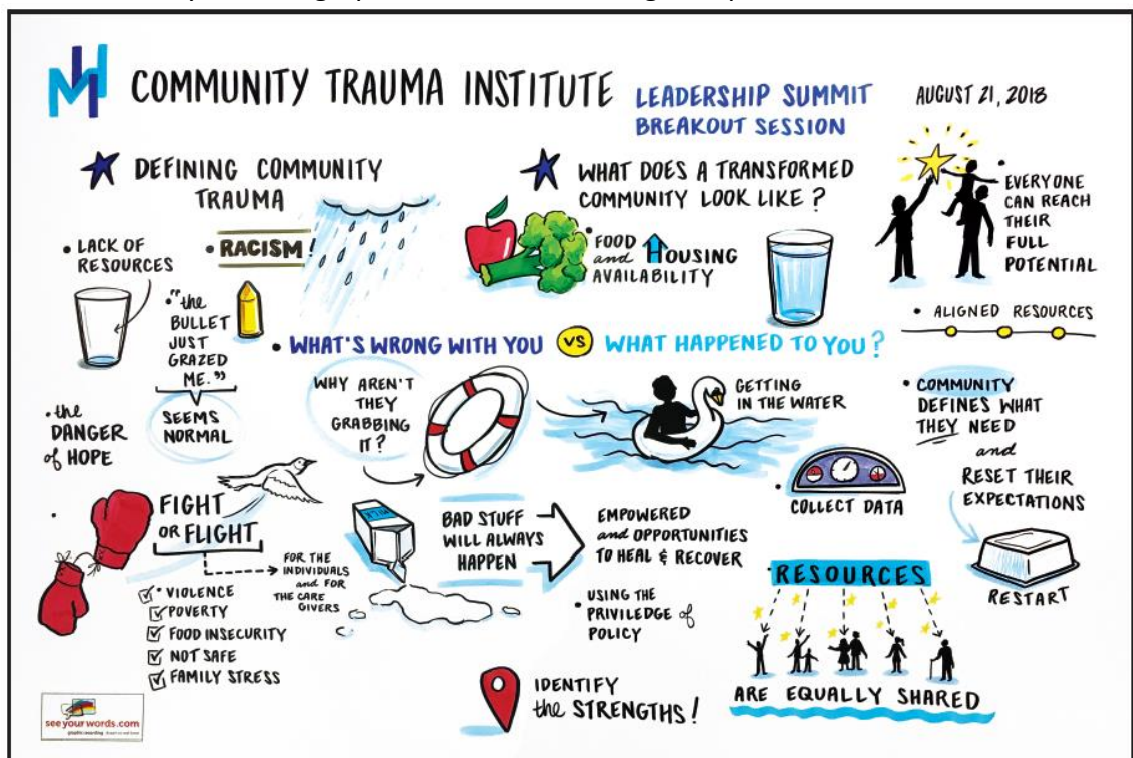 COMMUNITY TRAUMA INSTITUTE
LEADERSHIP SUMMIT
BREAKOUT SESSION
AUGUST 21, 2018
DEFINING COMMUNITY
TRAUMA
• LACK OF
RESOURCES
• RACISM!
• "the
BULLET
JUST
GRAZED
ME."
SEEMS
NORMAL
WHAT DOES A TRANSFORMED
COMMUNITY LOOK LIKE?
• FOOD
and HOUSING
AVAILABILITY
• EVERYONE
CAN REACH
THEIR
FULL
POTENTIAL
• ALIGNED RESOURCES
• WHAT'S WRONG WITH YOU VS WHAT HAPPENED TO YOU?
WHY AREN'T
THEY
GRABBING
IT?
GETTING
IN THE WATER
• COMMUNITY
DEFINES WHAT
THEY NEED
and
RESET THEIR
EXPECTATIONS
RESTART
• the
DANGER
of HOPE
• FIGHT
OR FLIGHT
FOR THE
INDIVIDUALS
and FOR
THE CARE
GIVERS
• VIOLENCE
POVERTY
FOOD INSECURITY
NOT SAFE
FAMILY STRESS
MILK
BAD STUFF
WILL ALWAYS
HAPPEN
EMPOWERED
and OPPORTUNITIES
TO HEAL & RECOVER
• USING THE
PRIVILEDGE of
POLICY
• COLLECT DATA
• RESOURCES
ARE EQUALLY SHARED
IDENTIFY
the STRENGTHS!
see your words.com